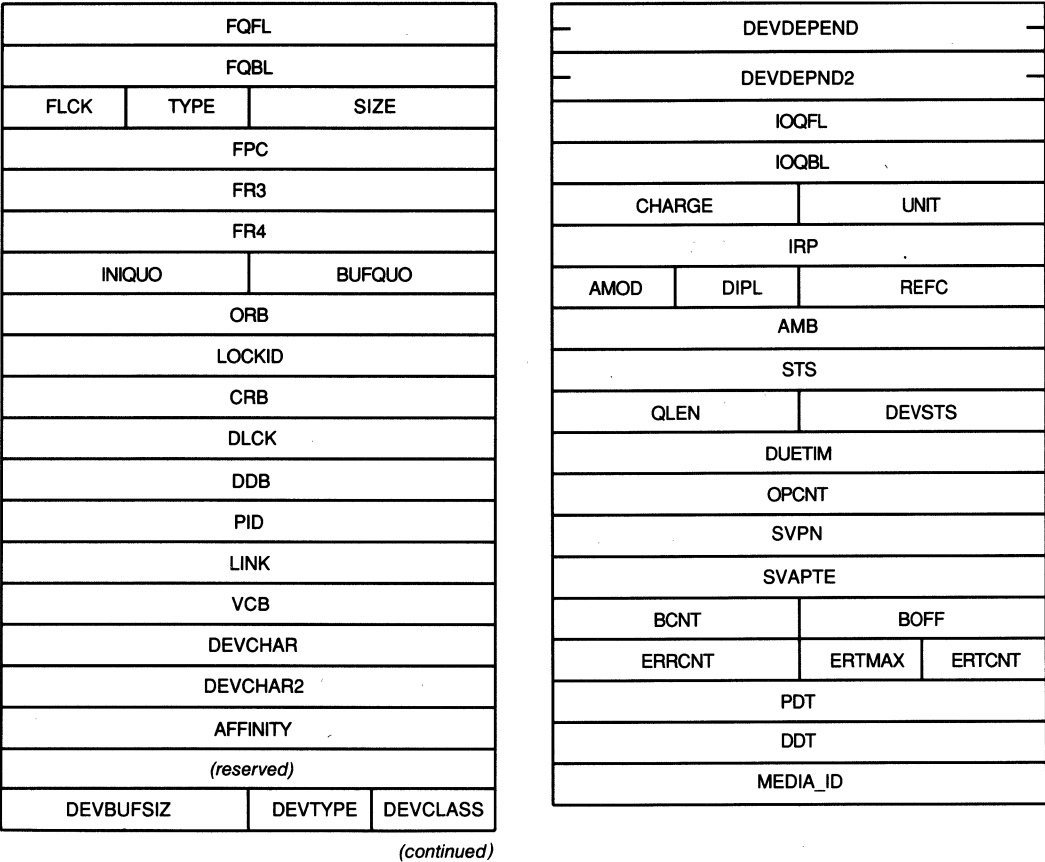 FQFL
FQBL
FLCK TYPE SIZE
FPC
FR3
FR4
INIQUO BUFQUO
ORB
LOCKID
CRB
DLCK
DDB
PID
LINK
VCB
DEVCHAR
DEVCHAR2
AFFINITY
(reserved)
DEVBUFSIZ DEVTYPE DEVCLASS
(continued)
DEVDEPEND
DEVDEPND2
IOQFL
IOQBL
CHARGE UNIT
IRP
AMOD DIPL REFC
AMB
STS
QLEN DEVSTS
DUETIM
OPCNT
SVPN
SVAPTE
BCNT BOFF
ERRCNT ERTMAX ERTCNT
PDT
DDT
MEDIA_ID